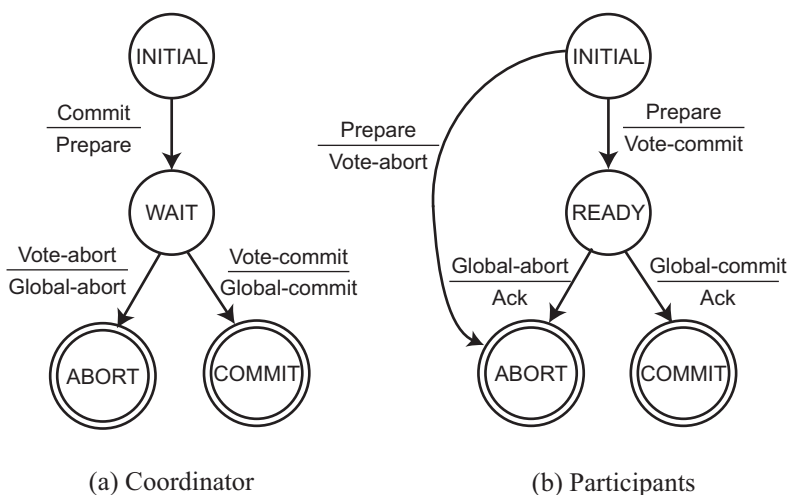 INITIAL
Commit
Prepare
WAIT
Vote-abort
Global-abort
Vote-commit
Global-commit
ABORT
COMMIT
(a) Coordinator
INITIAL
Prepare
Vote-abort
Prepare
Vote-commit
READY
Global-abort
Ack
Global-commit
Ack
ABORT
COMMIT
(b) Participants